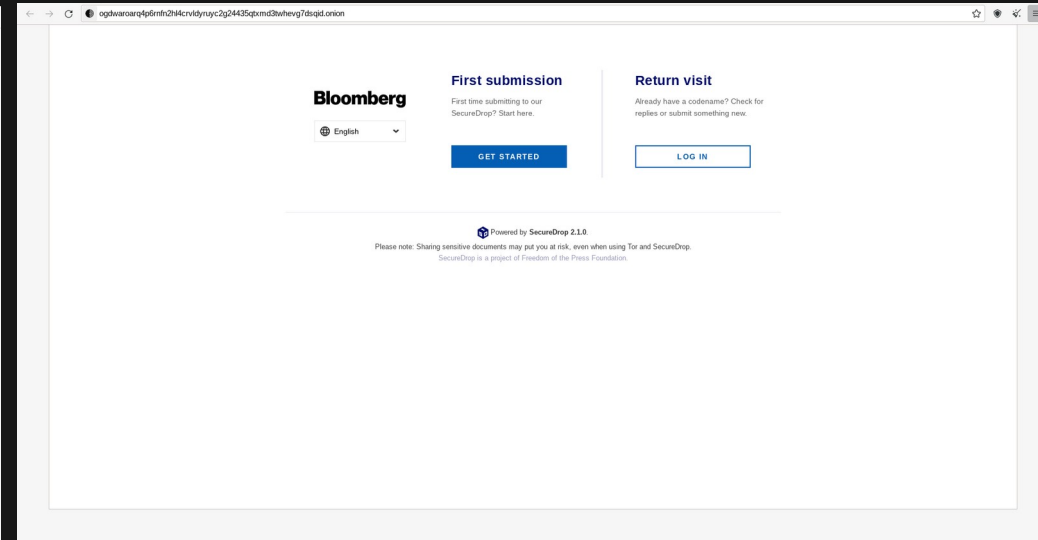 ogdwaroarq4p6rnfn2hl4crvldyruyc2g24435qtxmd3twhevg7dsqid.onion
Bloomberg
English
First submission
First time submitting to our
SecureDrop? Start here.
GET STARTED
Return visit
Already have a codename? Check for
replies or submit something new.
LOG IN
Powered by SecureDrop 2.1.0.
Please note: Sharing sensitive documents may put you at risk, even when using Tor and SecureDrop.
SecureDrop is a project of Freedom of the Press Foundation.